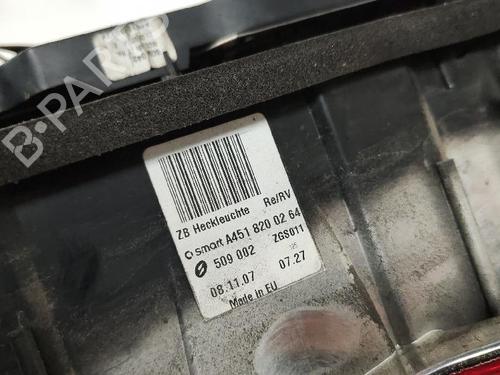 B-PARTS
ZB Heckleuchte Re/RV
smart A451 820 02 64
509 002 ZGS011
08.11.07 07.27
Made in EU